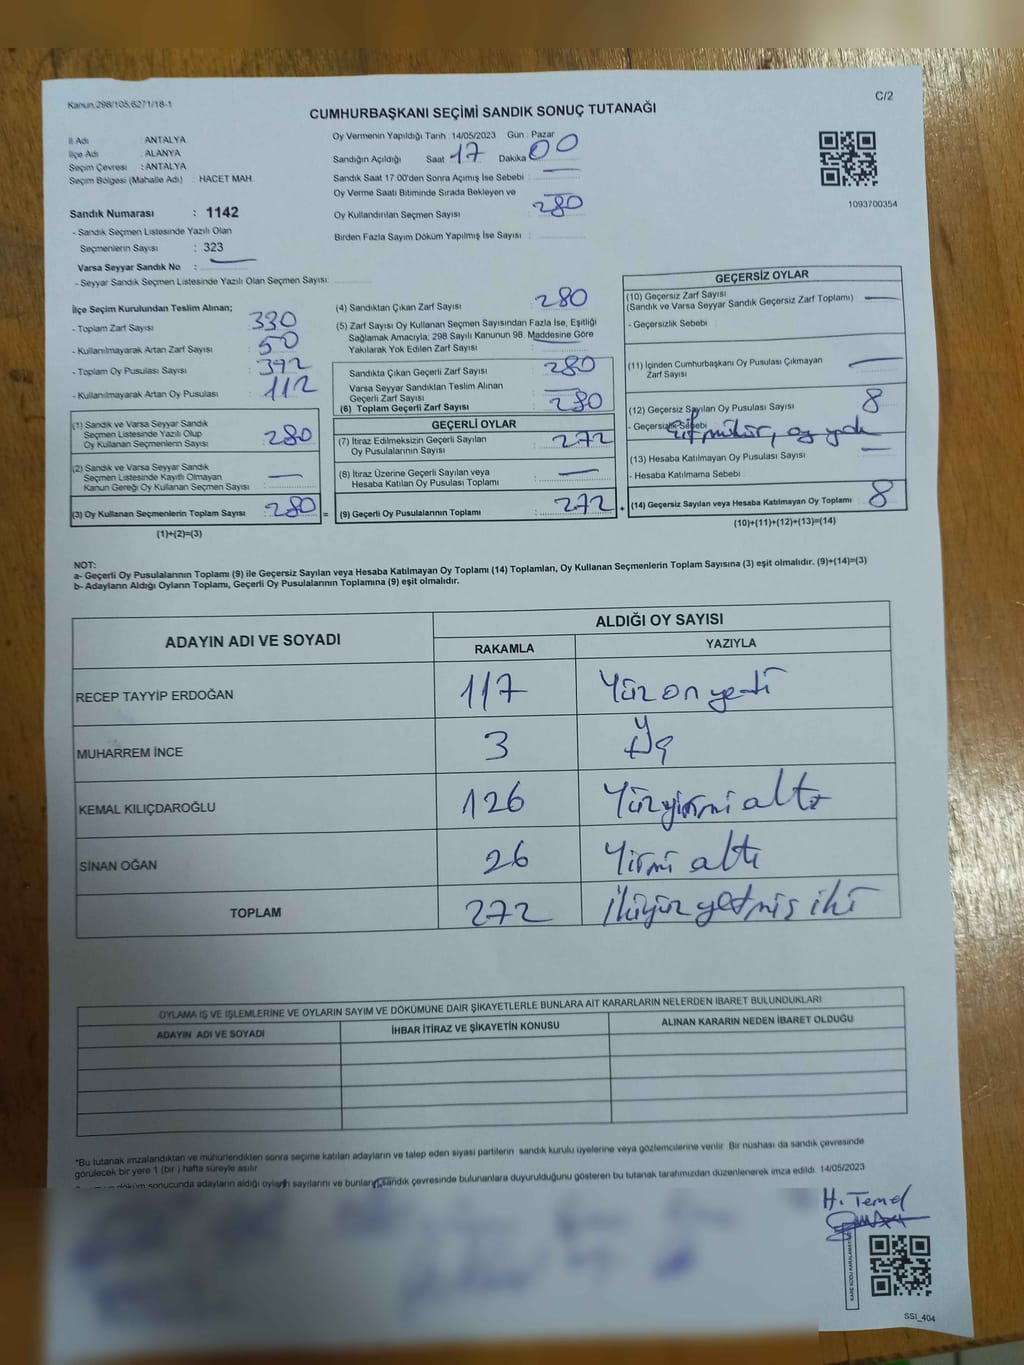 Kanun,298/105,6271/18-1
C/2
CUMHURBAŞKANI SEÇİMİ SANDIK SONUÇ TUTANAĞI
İl Adı : ANTALYA
İlçe Adı : ALANYA
Seçim Çevresi : ANTALYA
Seçim Bölgesi (Mahalle Adı) : HACET MAH.
Sandık Numarası : 1142
- Sandık Seçmen Listesinde Yazılı Olan
Seçmenlerin Sayısı : 323
Varsa Seyyar Sandık No :
- Seyyar Sandık Seçmen Listesinde Yazılı Olan Seçmen Sayısı:
Oy Vermenin Yapıldığı Tarih : 14/05/2023 Gün : Pazar
Sandığın Açıldığı Saat 17 Dakika 00
Sandık Saat 17:00'den Sonra Açımış İse Sebebi :
Oy Verme Saati Bitiminde Sırada Bekleyen ve
Oy Kullandırılan Seçmen Sayısı : 280
Birden Fazla Sayım Döküm Yapılmış İse Sayısı :
1093700354
İlçe Seçim Kurulundan Teslim Alınan;
- Toplam Zarf Sayısı : 330
- Kullanılmayarak Artan Zarf Sayısı : 50
- Toplam Oy Pusulası Sayısı : 392
- Kullanılmayarak Artan Oy Pusulası : 112
(1) Sandık ve Varsa Seyyar Sandık
Seçmen Listesinde Yazılı Olup
Oy Kullanan Seçmenlerin Sayısı : 280
(2) Sandık ve Varsa Seyyar Sandık
Seçmen Listesinde Kayıtlı Olmayan
Kanun Gereği Oy Kullanan Seçmen Sayısı : —
(3) Oy Kullanan Seçmenlerin Toplam Sayısı : 280 =
(1)+(2)=(3)
(4) Sandıktan Çıkan Zarf Sayısı : 280
(5) Zarf Sayısı Oy Kullanan Seçmen Sayısından Fazla İse, Eşitliği
Sağlamak Amacıyla; 298 Sayılı Kanunun 98. Maddesine Göre
Yakılarak Yok Edilen Zarf Sayısı :
Sandıkta Çıkan Geçerli Zarf Sayısı : 280
Varsa Seyyar Sandıktan Teslim Alınan
Geçerli Zarf Sayısı : —
(6) Toplam Geçerli Zarf Sayısı : 280
GEÇERLİ OYLAR
(7) İtiraz Edilmeksizin Geçerli Sayılan
Oy Pusulasının Sayısı : 272
(8) İtiraz Üzerine Geçerli Sayılan veya
Hesaba Katılan Oy Pusulası Toplamı : —
(9) Geçerli Oy Pusulalarının Toplamı : 272 +
GEÇERSİZ OYLAR
(10) Geçersiz Zarf Sayısı : —
(Sandık ve Varsa Seyyar Sandık Geçersiz Zarf Toplamı)
- Geçersizlik Sebebi :
(11) İçinden Cumhurbaşkanı Oy Pusulası Çıkmayan : —
Zarf Sayısı
(12) Geçersiz Sayılan Oy Pusulası Sayısı : 8
- Geçersizlik Sebebi mühür, oy yok
(13) Hesaba Katılmayan Oy Pusulası Sayısı : —
- Hesaba Katılmama Sebebi :
(14) Geçersiz Sayılan veya Hesaba Katılmayan Oy Toplamı : 8
(10)+(11)+(12)+(13)=(14)
NOT:
a- Geçerli Oy Pusulalarının Toplamı (9) ile Geçersiz Sayılan veya Hesaba Katılmayan Oy Toplamı (14) Toplamları, Oy Kullanan Seçmenlerin Toplam Sayısına (3) eşit olmalıdır. (9)+(14)=(3)
b- Adayların Aldığı Oyların Toplamı, Geçerli Oy Pusulalarının Toplamına (9) eşit olmalıdır.
ADAYIN ADI VE SOYADI
ALDIĞI OY SAYISI
RAKAMLA YAZIYLA
RECEP TAYYİP ERDOĞAN 117 Yüz on yedi
MUHARREM İNCE 3 Üç
KEMAL KILIÇDAROĞLU 126 Yüzyirmi altı
SİNAN OĞAN 26 Yirmi altı
TOPLAM 272 İkiyüz yetmiş iki
OYLAMA İŞ VE İŞLEMLERİNE VE OYLARIN SAYIM VE DÖKÜMÜNE DAİR ŞİKAYETLERLE BUNLARA AİT KARARLARIN NELERDEN İBARET BULUNDUKLARI
ADAYIN ADI VE SOYADI İHBAR İTİRAZ VE ŞİKAYETİN KONUSU ALINAN KARARIN NEDEN İBARET OLDUĞU
*Bu tutanak imzalandıktan ve mühürlendikten sonra seçime katılan adayların ve talep eden siyasi partilerin sandık kurulu üyelerine veya gözlemcilerine verilir. Bir nüshası da sandık çevresinde
görülecek bir yere 1 (bir ) hafta süreyle asılır.
döküm sonucunda adayların aldığı oyların sayılarını ve bunların sandık çevresinde bulunanlara duyurulduğunu gösteren bu tutanak tarafımızdan düzenlenerek imza edildi. 14/05/2023
H. Temel
SSI_404